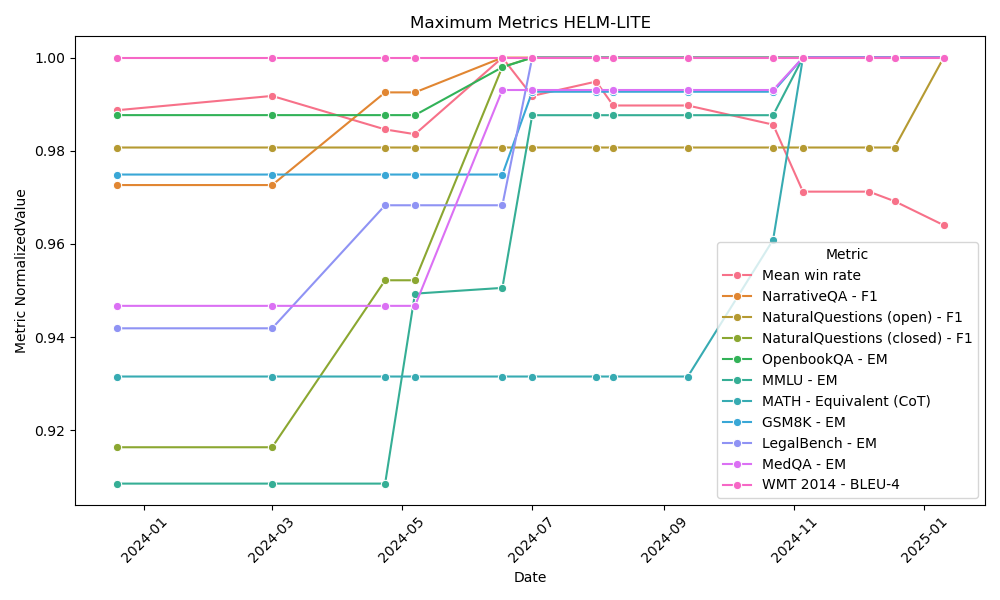 Maximum Metrics HELM-LITE
Metric NormalizedValue
1.00
0.98
0.96
0.94
0.92
Metric
Mean win rate
NarrativeQA - F1
NaturalQuestions (open) - F1
NaturalQuestions (closed) - F1
OpenbookQA - EM
MMLU - EM
MATH - Equivalent (CoT)
GSM8K - EM
LegalBench - EM
MedQA - EM
WMT 2014 - BLEU-4
2024-01
2024-03
2024-05
2024-07
2024-09
2024-11
2025-01
Date